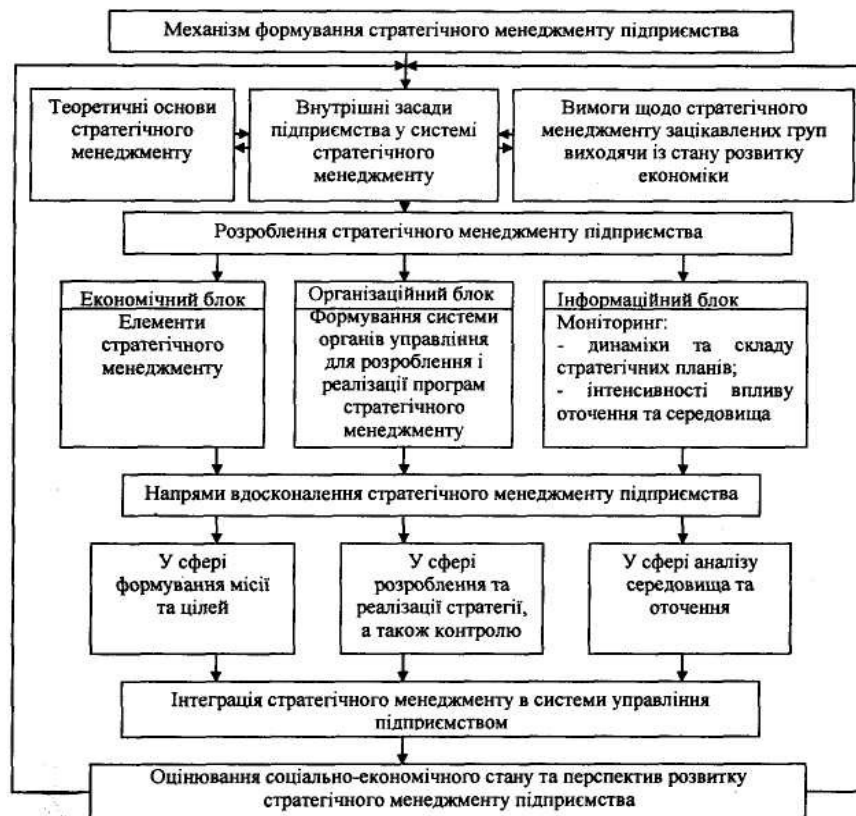 Механізм формування стратегічного менеджменту підприємства
Теоретичні основи
стратегічного
менеджменту
Внутрішні засади
підприємства у системі
стратегічного
менеджменту
Вимоги щодо стратегічного
менеджменту зацікавлених груп
виходячи із стану розвитку
економіки
Розроблення стратегічного менеджменту підприємства
Економічний блок
Елементи
стратегічного
менеджменту
Організаційний блок
Формування системи
органів управління
для розроблення і
реалізації програм
стратегічного
менеджменту
Інформаційний блок
Моніторинг:
- динаміки та складу
стратегічних планів;
- інтенсивності впливу
оточення та середовища
Напрями вдосконалення стратегічного менеджменту підприємства
У сфері
формування місії
та цілей
У сфері
розроблення та
реалізації стратегії,
а також контролю
У сфері аналізу
середовища та
оточення
Інтеграція стратегічного менеджменту в системи управління
підприємством
Оцінювання соціально-економічного стану та перспектив розвитку
стратегічного менеджменту підприємства